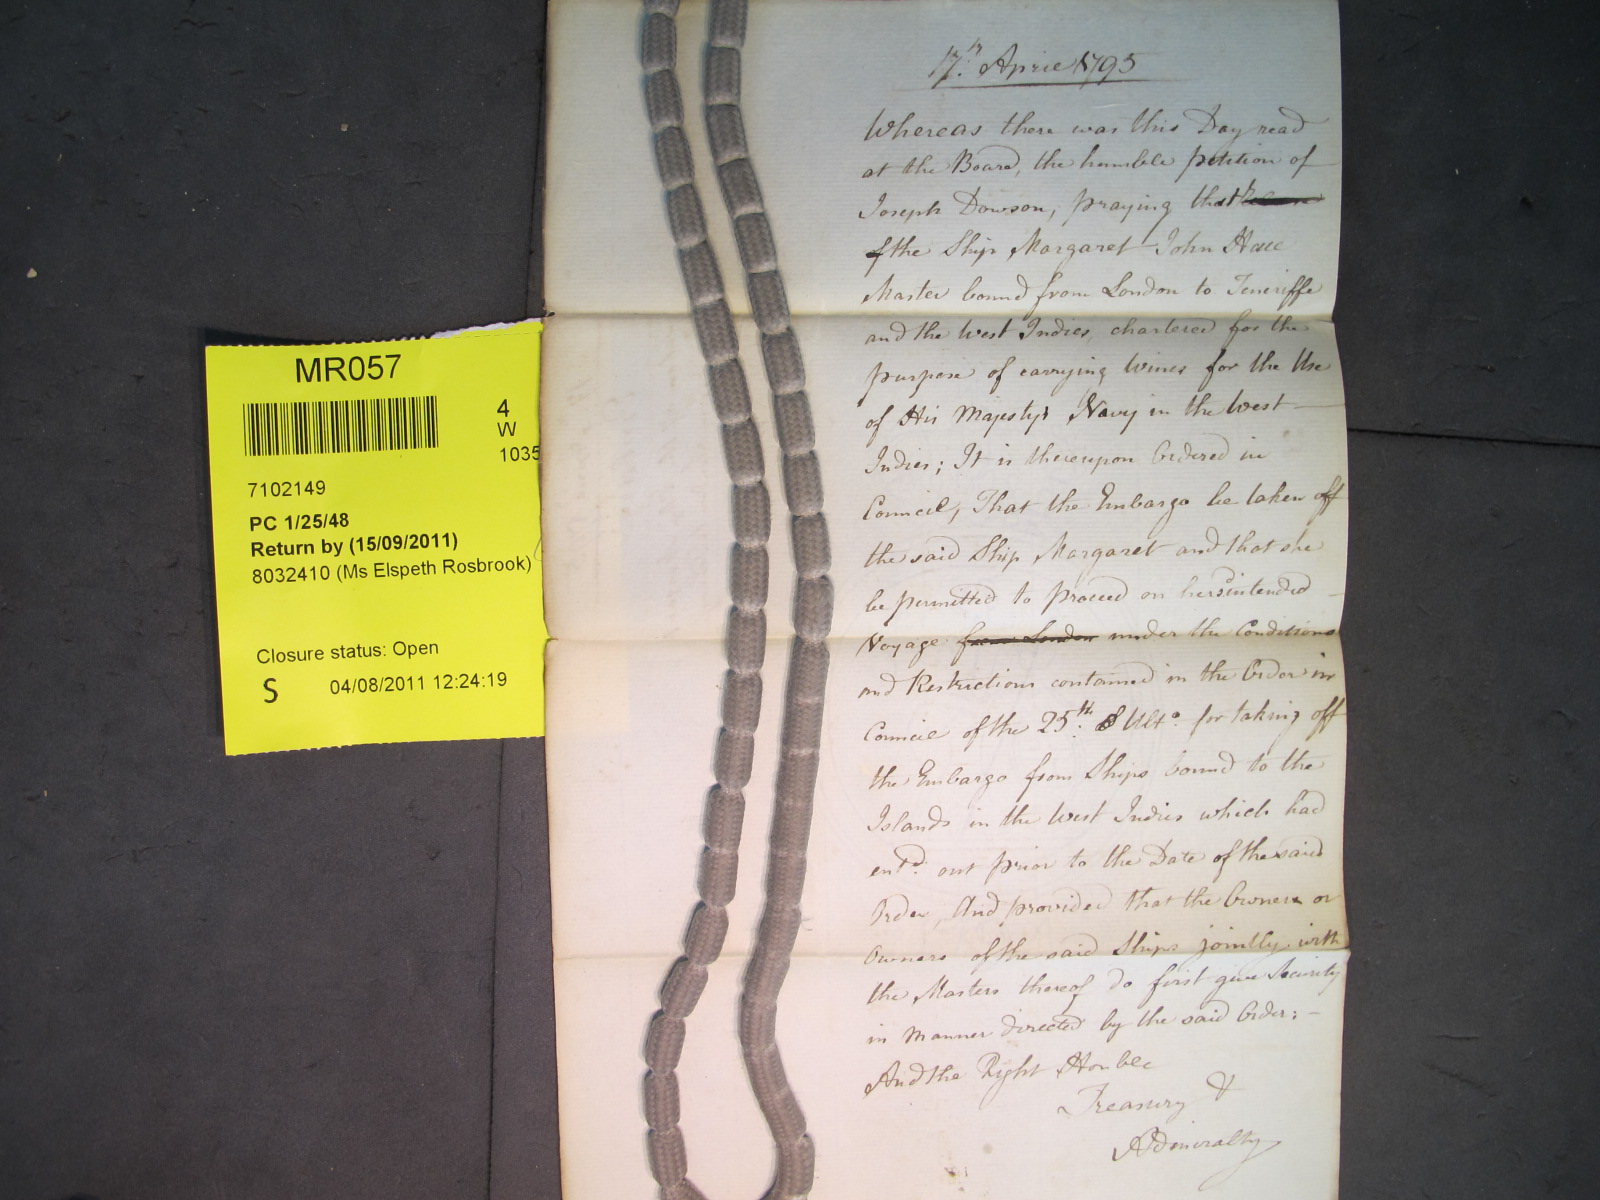 MR057
4
W
1035
7102149
PC 1/25/48
Return by (15/09/2011)
8032410 (Ms Elspeth Rosbrook)
Closure status: Open
S 04/08/2011 12:24:19
17th April 1795
Whereas there was this Day read
at the Board, the humble petition of
Joseph Dowson, praying that
of the Ship Margaret John Hall
Master bound from London to Teneriffe
and the West Indies, chartered for the
purpose of carrying Wines for the Use
of His Majestys Navy in the West
Indies; It is thereupon Ordered in
Council, That the Embargo be taken off
the said Ship Margaret and that she
be permitted to proceed on her intended
Voyage from London under the Conditions
and Restrictions contained in the Order in
Council of the 25th. Ulto. for taking off
the Embargo from Ships bound to the
Islands in the West Indies which had
entd. out prior to the Date of the said
Order, And provided that the Owner or
Owners of the said Ships jointly with
the Masters thereof do first give Security
in manner directed by the said Order; -
And the Right Honble
Treasury &
Admiralty